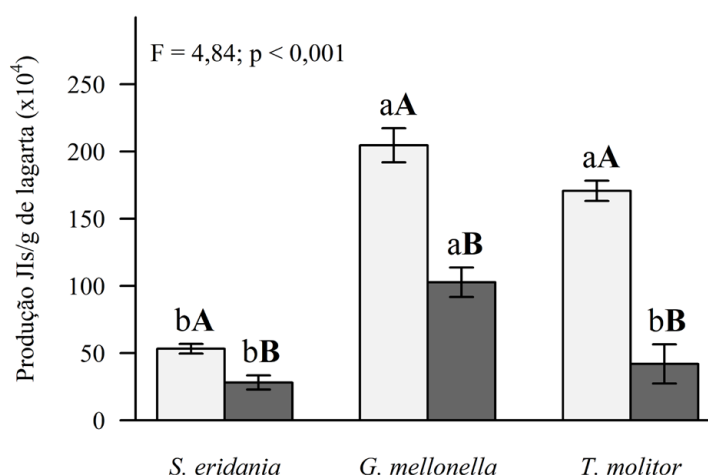 F = 4,84; p < 0,001
Produção JIs/g de lagarta (x10⁴)
250
200
150
100
50
0
bA
bB
aA
aB
aA
bB
S. eridania
G. mellonella
T. molitor